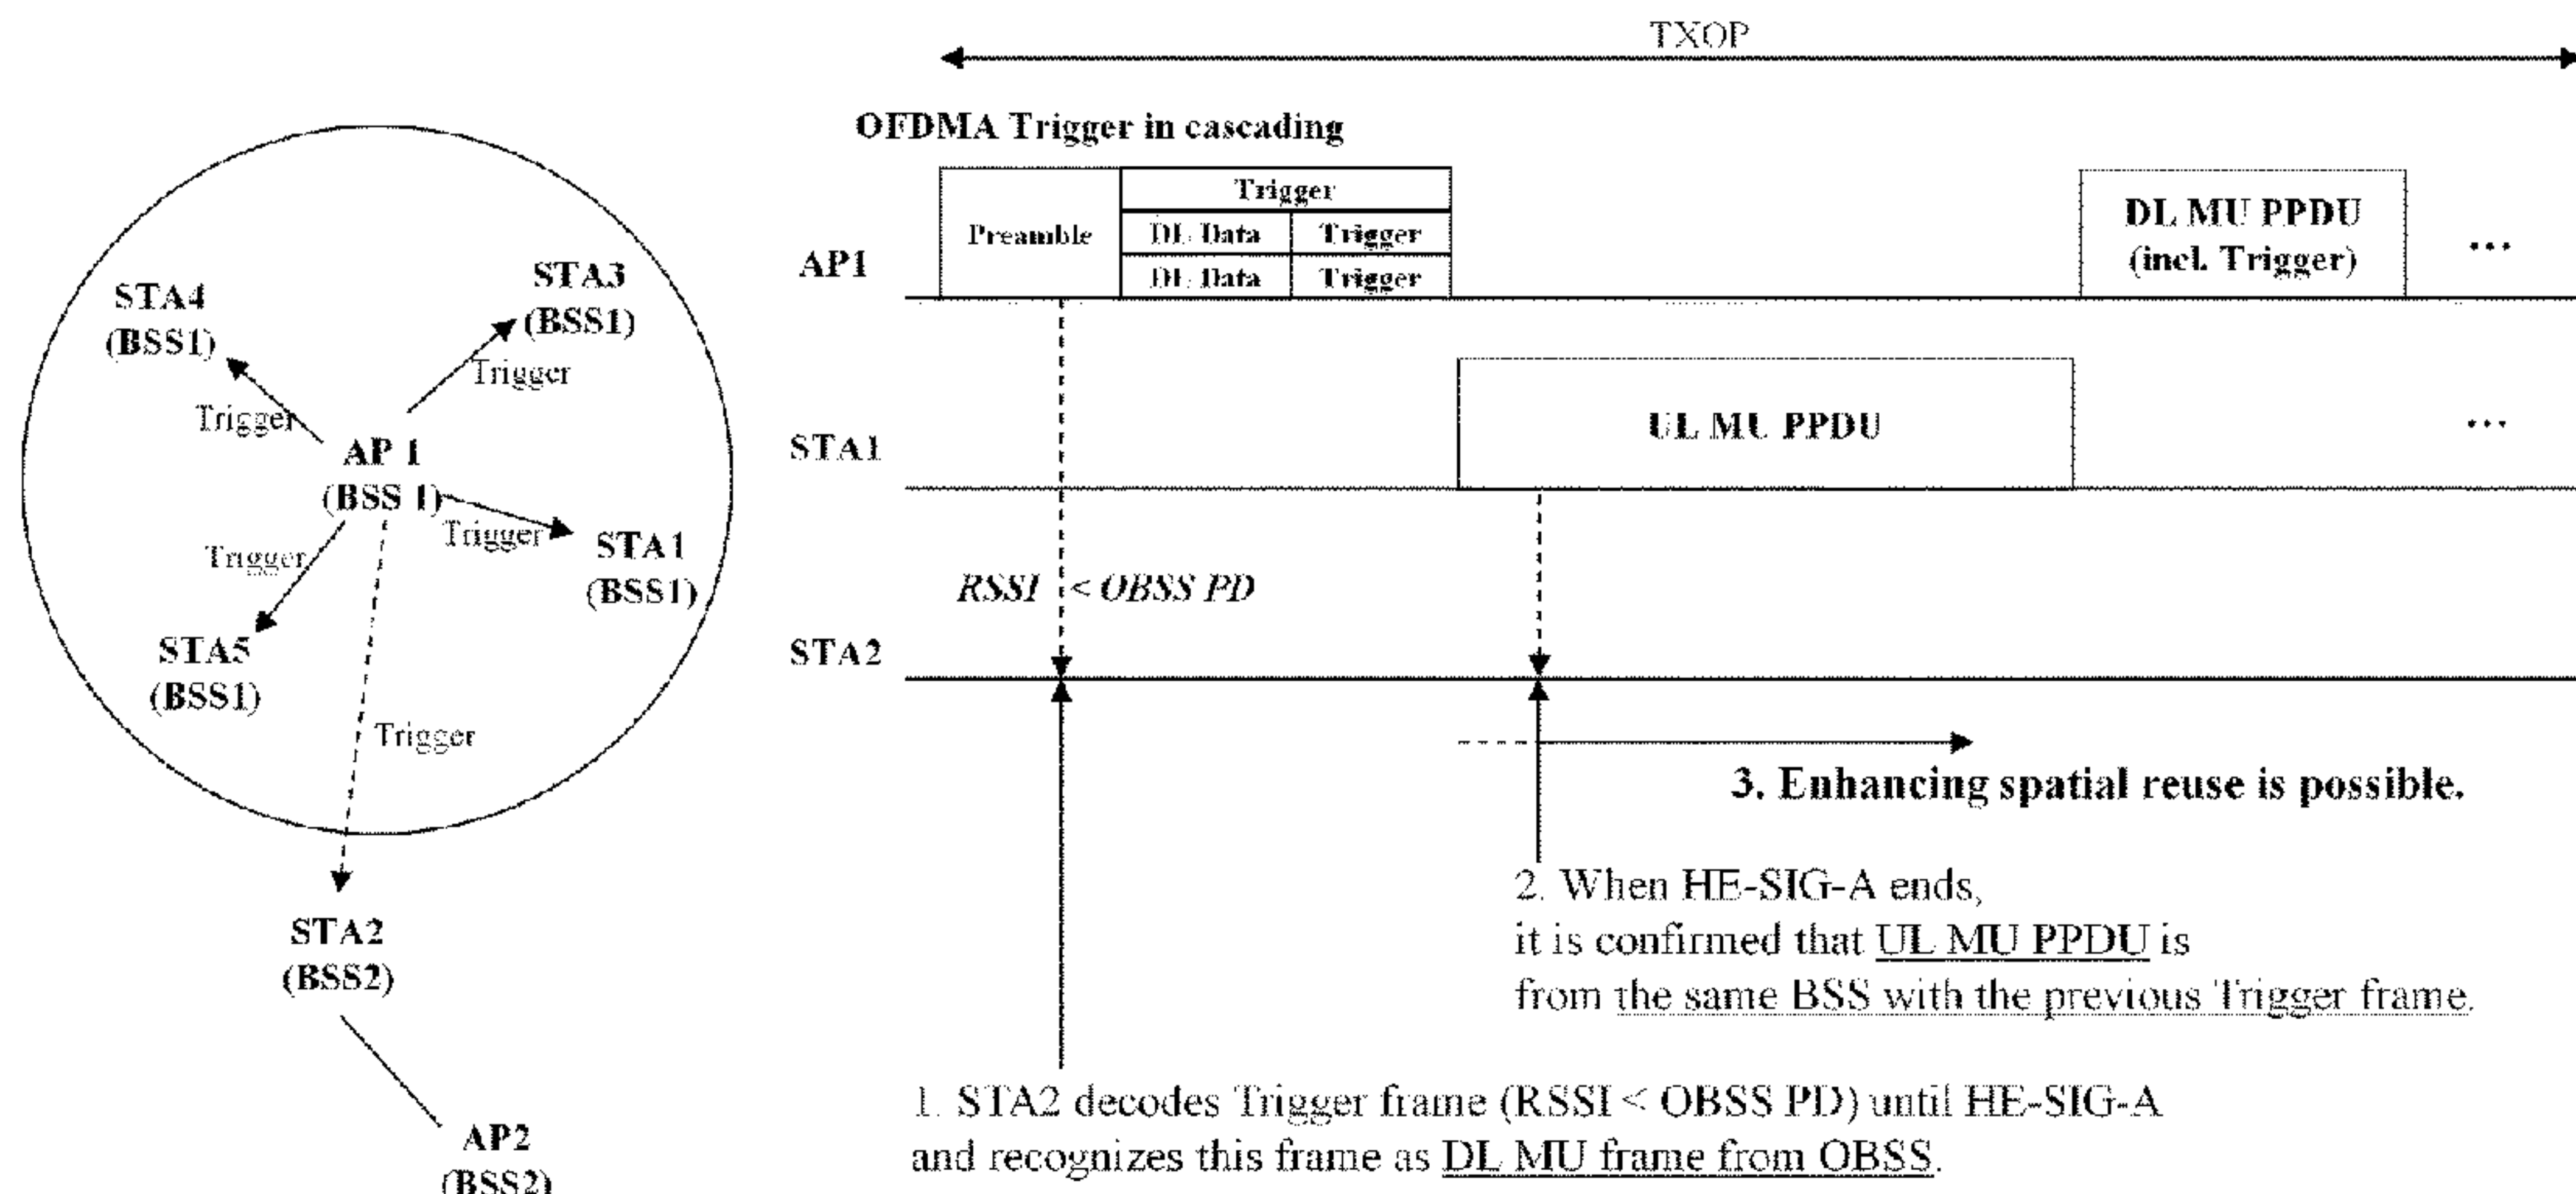 TXOP
OFDMA Trigger in cascading
STA4
(BSS1)
STA3
(BSS1)
Trigger
Trigger
AP 1
(BSS 1)
Trigger
Trigger
STA1
(BSS1)
STA5
(BSS1)
Trigger
STA2
(BSS2)
AP2
(BSS2)
AP1
Preamble
Trigger
DL Data
Trigger
DL Data
Trigger
DL MU PPDU
(incl. Trigger)
...
STA1
UL MU PPDU
...
RSSI < OBSS PD
STA2
3. Enhancing spatial reuse is possible.
2. When HE-SIG-A ends,
it is confirmed that UL MU PPDU is
from the same BSS with the previous Trigger frame.
1. STA2 decodes Trigger frame (RSSI < OBSS PD) until HE-SIG-A
and recognizes this frame as DL MU frame from OBSS.